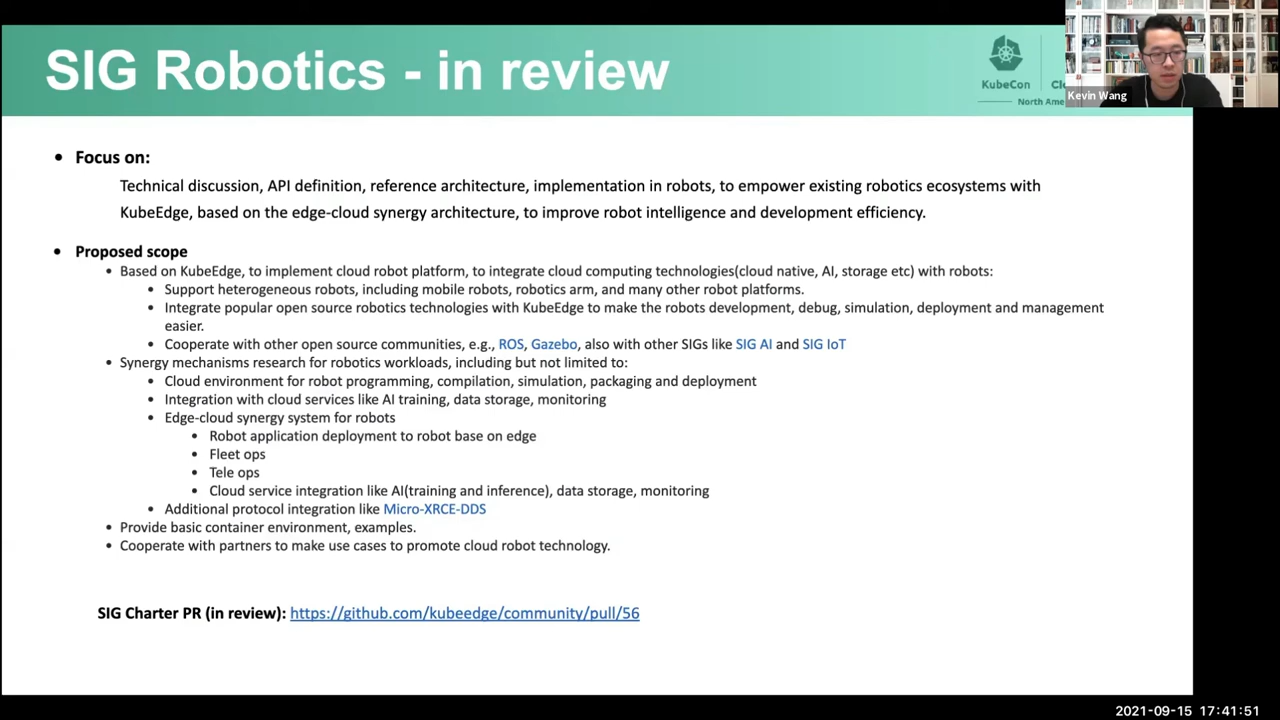 SIG Robotics - in review
KubeCon
North Ame
Kevin Wang
• Focus on:
Technical discussion, API definition, reference architecture, implementation in robots, to empower existing robotics ecosystems with
KubeEdge, based on the edge-cloud synergy architecture, to improve robot intelligence and development efficiency.
• Proposed scope
• Based on KubeEdge, to implement cloud robot platform, to integrate cloud computing technologies(cloud native, AI, storage etc) with robots:
• Support heterogeneous robots, including mobile robots, robotics arm, and many other robot platforms.
• Integrate popular open source robotics technologies with KubeEdge to make the robots development, debug, simulation, deployment and management
easier.
• Cooperate with other open source communities, e.g., ROS, Gazebo, also with other SIGs like SIG AI and SIG IoT
• Synergy mechanisms research for robotics workloads, including but not limited to:
• Cloud environment for robot programming, compilation, simulation, packaging and deployment
• Integration with cloud services like AI training, data storage, monitoring
• Edge-cloud synergy system for robots
• Robot application deployment to robot base on edge
• Fleet ops
• Tele ops
• Cloud service integration like AI(training and inference), data storage, monitoring
• Additional protocol integration like Micro-XRCE-DDS
• Provide basic container environment, examples.
• Cooperate with partners to make use cases to promote cloud robot technology.
SIG Charter PR (in review): https://github.com/kubeedge/community/pull/56
2021-09-15 17:41:51